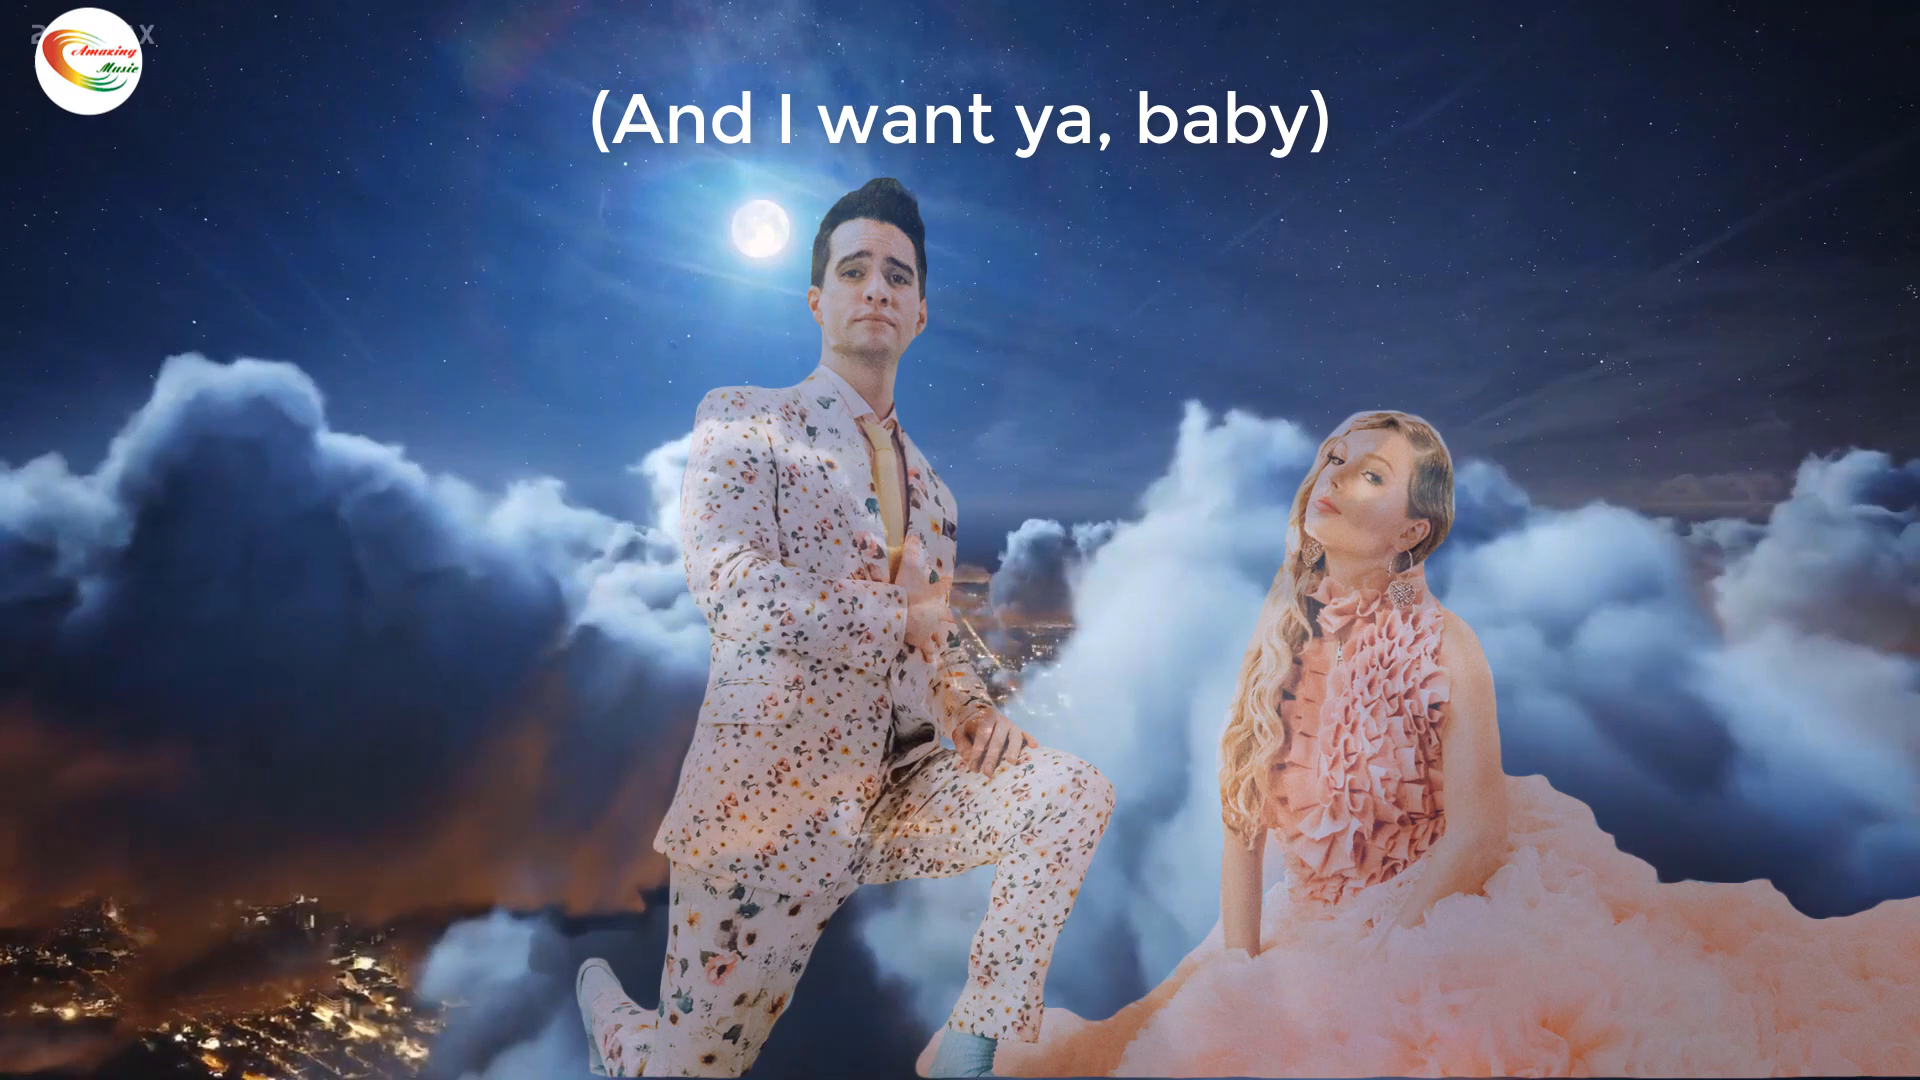 Amazing
Music
(And I want ya, baby)